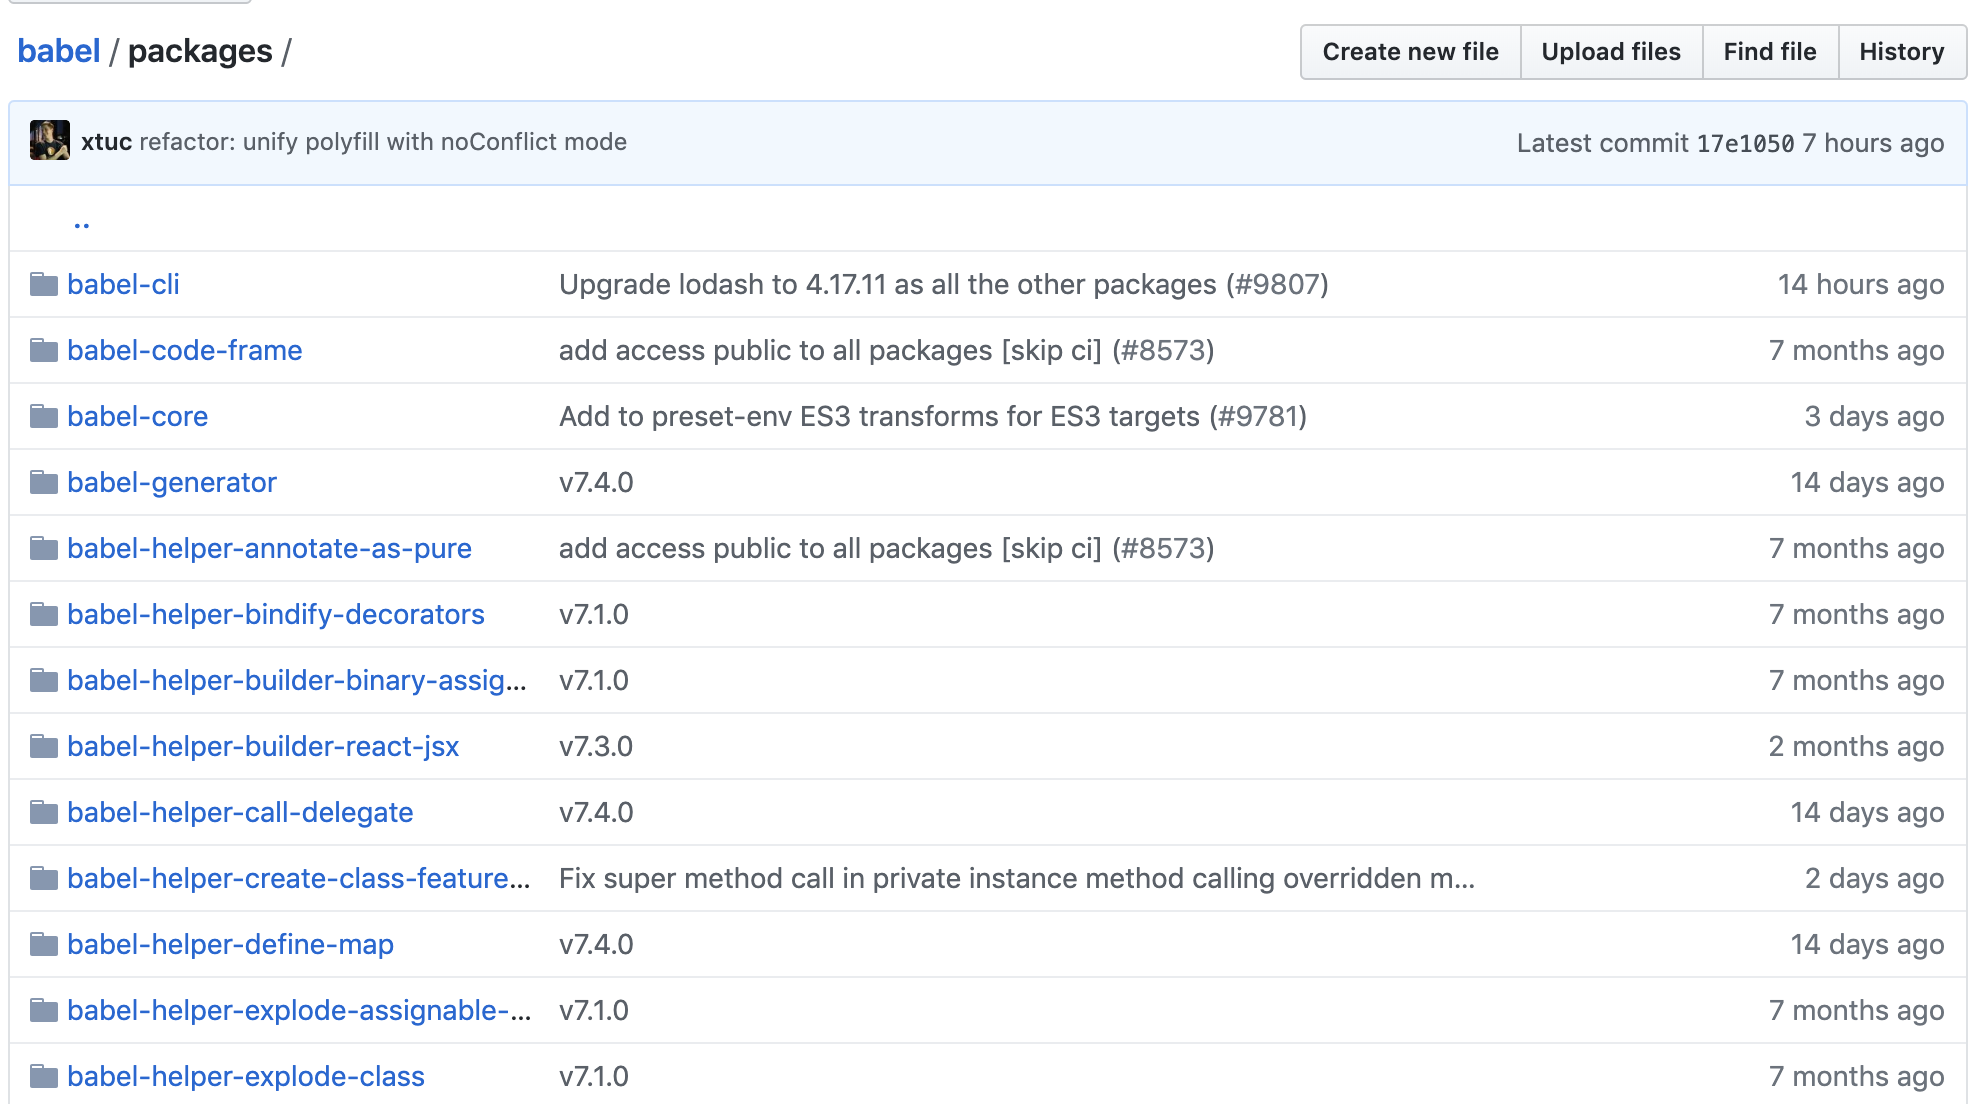 babel / packages /
Create new file Upload files Find file History
xtuc refactor: unify polyfill with noConflict mode Latest commit 17e1050 7 hours ago
..
babel-cli Upgrade lodash to 4.17.11 as all the other packages (#9807) 14 hours ago
babel-code-frame add access public to all packages [skip ci] (#8573) 7 months ago
babel-core Add to preset-env ES3 transforms for ES3 targets (#9781) 3 days ago
babel-generator v7.4.0 14 days ago
babel-helper-annotate-as-pure add access public to all packages [skip ci] (#8573) 7 months ago
babel-helper-bindify-decorators v7.1.0 7 months ago
babel-helper-builder-binary-assig... v7.1.0 7 months ago
babel-helper-builder-react-jsx v7.3.0 2 months ago
babel-helper-call-delegate v7.4.0 14 days ago
babel-helper-create-class-feature... Fix super method call in private instance method calling overridden m... 2 days ago
babel-helper-define-map v7.4.0 14 days ago
babel-helper-explode-assignable-... v7.1.0 7 months ago
babel-helper-explode-class v7.1.0 7 months ago